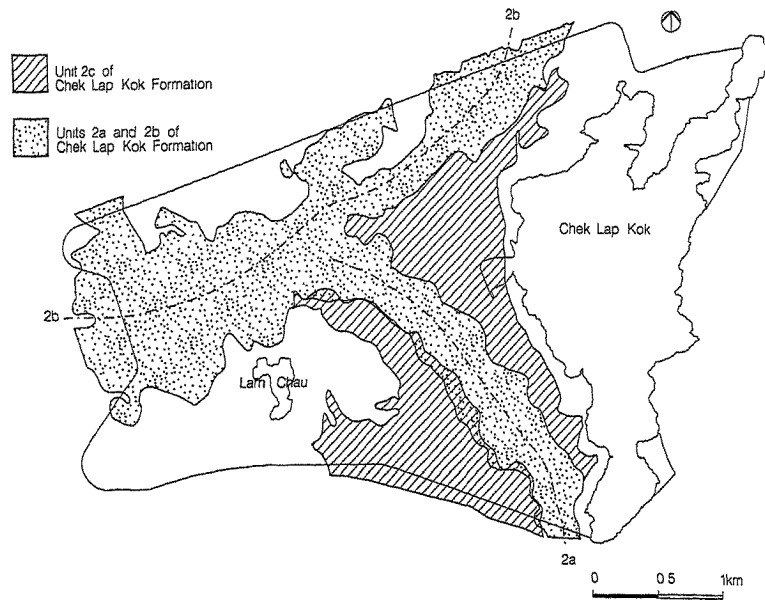 2b
Unit 2c of
Chek Lap Kok Formation
Units 2a and 2b of
Chek Lap Kok Formation
Chek Lap Kok
2b
Lam Chau
2a
0 05 1km